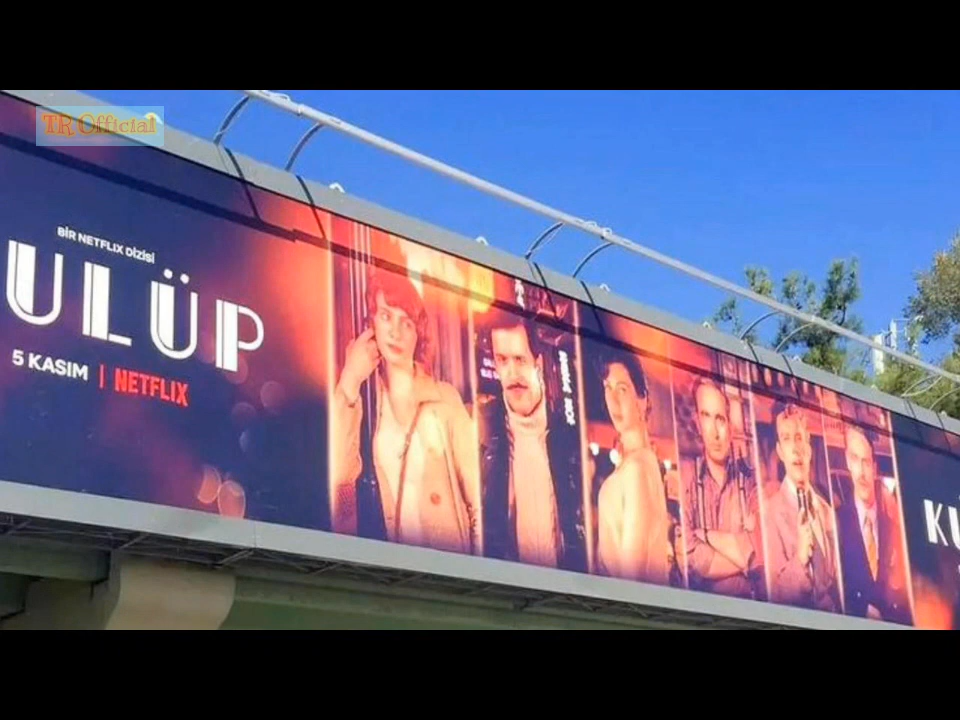 TR Official
BİR NETFLIX DİZİSİ
ULÜP
5 KASIM | NETFLIX
KU